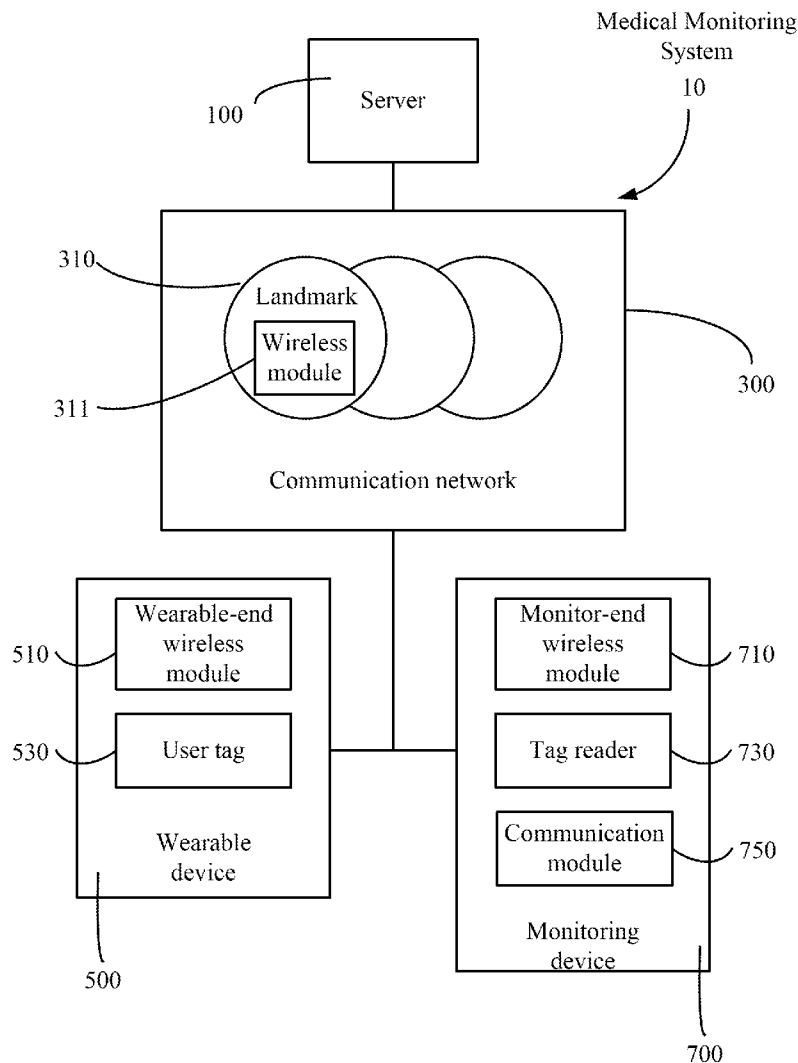 Medical Monitoring
System
10
Server
100
310
Landmark
Wireless
module
311
300
Communication network
Wearable-end
wireless
module
510
Monitor-end
wireless
module
710
530
User tag
Tag reader
730
Communication
module
750
Wearable
device
Monitoring
device
500
700